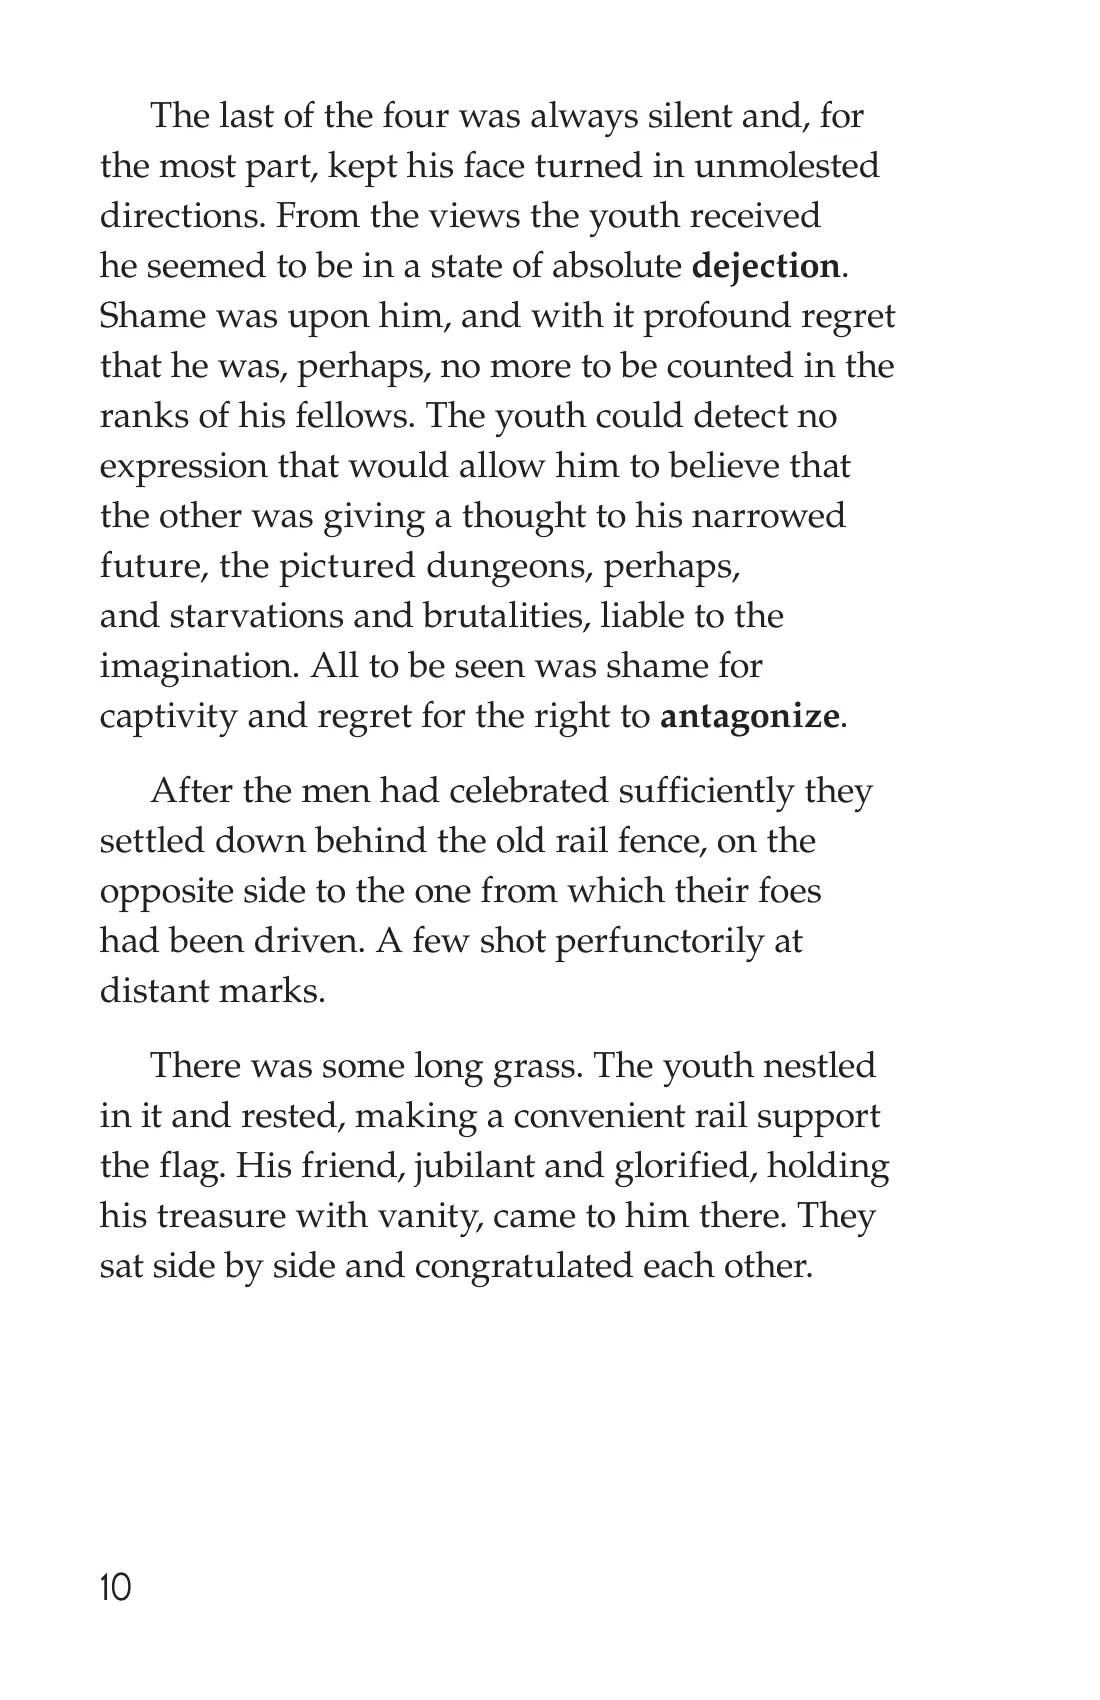 The last of the four was always silent and, for
the most part, kept his face turned in unmolested
directions. From the views the youth received
he seemed to be in a state of absolute dejection.
Shame was upon him, and with it profound regret
that he was, perhaps, no more to be counted in the
ranks of his fellows. The youth could detect no
expression that would allow him to believe that
the other was giving a thought to his narrowed
future, the pictured dungeons, perhaps,
and starvations and brutalities, liable to the
imagination. All to be seen was shame for
captivity and regret for the right to antagonize.
After the men had celebrated sufficiently they
settled down behind the old rail fence, on the
opposite side to the one from which their foes
had been driven. A few shot perfunctorily at
distant marks.
There was some long grass. The youth nestled
in it and rested, making a convenient rail support
the flag. His friend, jubilant and glorified, holding
his treasure with vanity, came to him there. They
sat side by side and congratulated each other.
10